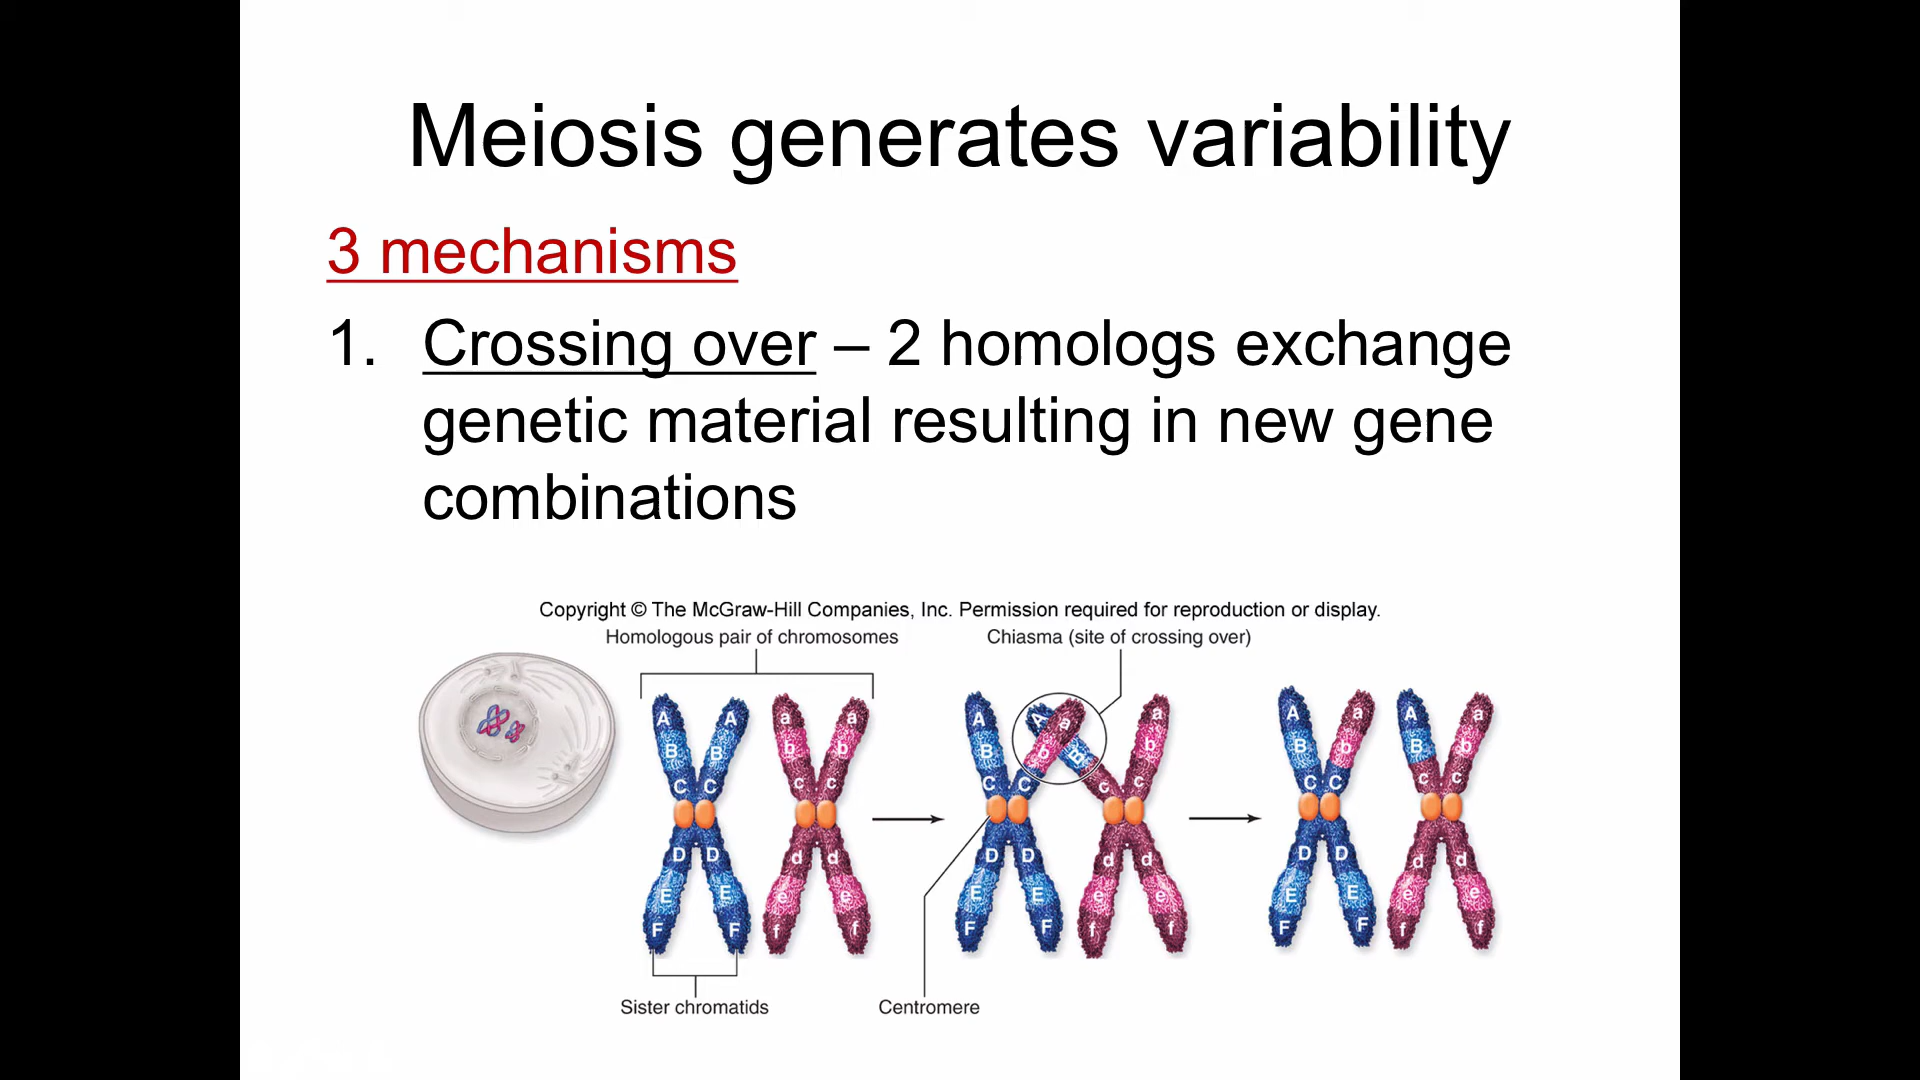 Meiosis generates variability
3 mechanisms
1. Crossing over – 2 homologs exchange
genetic material resulting in new gene
combinations
Copyright © The McGraw-Hill Companies, Inc. Permission required for reproduction or display.
Homologous pair of chromosomes
Chiasma (site of crossing over)
A A a a A A a a A a A a
B B b b B b B b B b B b
C C c c C C c c C C c c
D D d d D D d d D D d d
E E e e E E e e E E e e
F F f f F F f f F F f f
Sister chromatids
Centromere